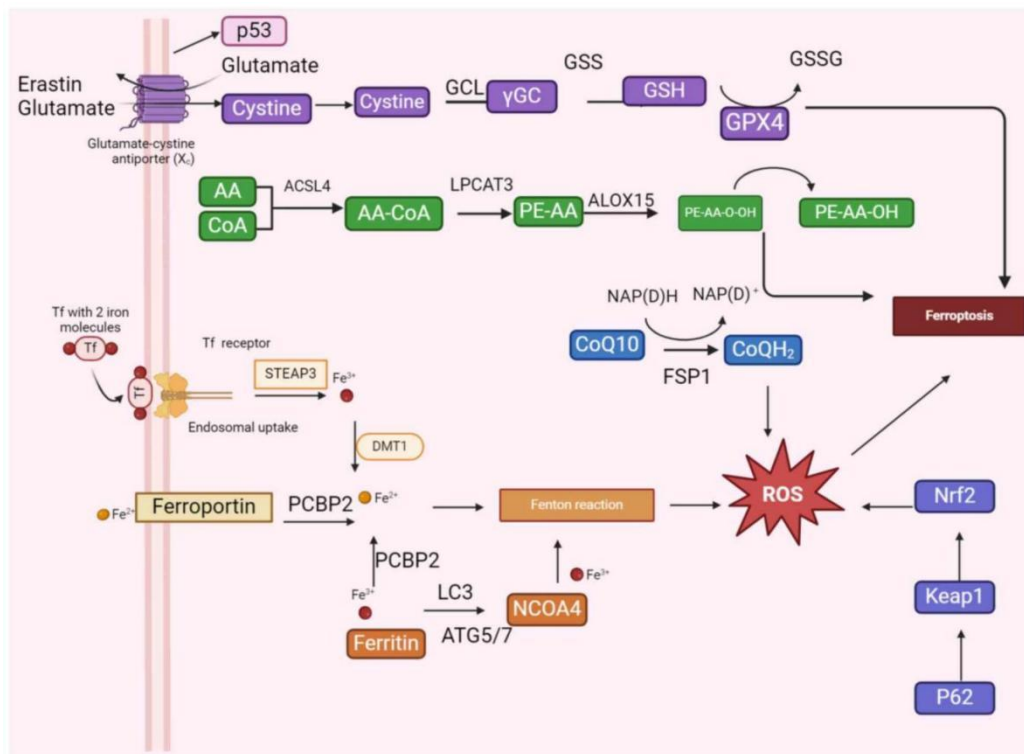 p53
Glutamate
Erastin
Glutamate
Cystine
Cystine
GCL
γGC
GSS
GSH
GSSG
GPX4
Glutamate-cystine
antiporter (Xc)
AA
CoA
ACSL4
AA-CoA
LPCAT3
PE-AA
ALOX15
PE-AA-O-OH
PE-AA-OH
NAP(D)H
NAP(D)⁺
CoQ10
CoQH₂
FSP1
Ferroptosis
Tf with 2 iron
molecules
Tf
Tf
Tf receptor
STEAP3
Fe³⁺
Endosomal uptake
DMT1
Fe²⁺
Ferroportin
PCBP2
Fe²⁺
Fenton reaction
ROS
Nrf2
PCBP2
Fe³⁺
LC3
ATG5/7
NCOA4
Fe³⁺
Ferritin
Keap1
P62